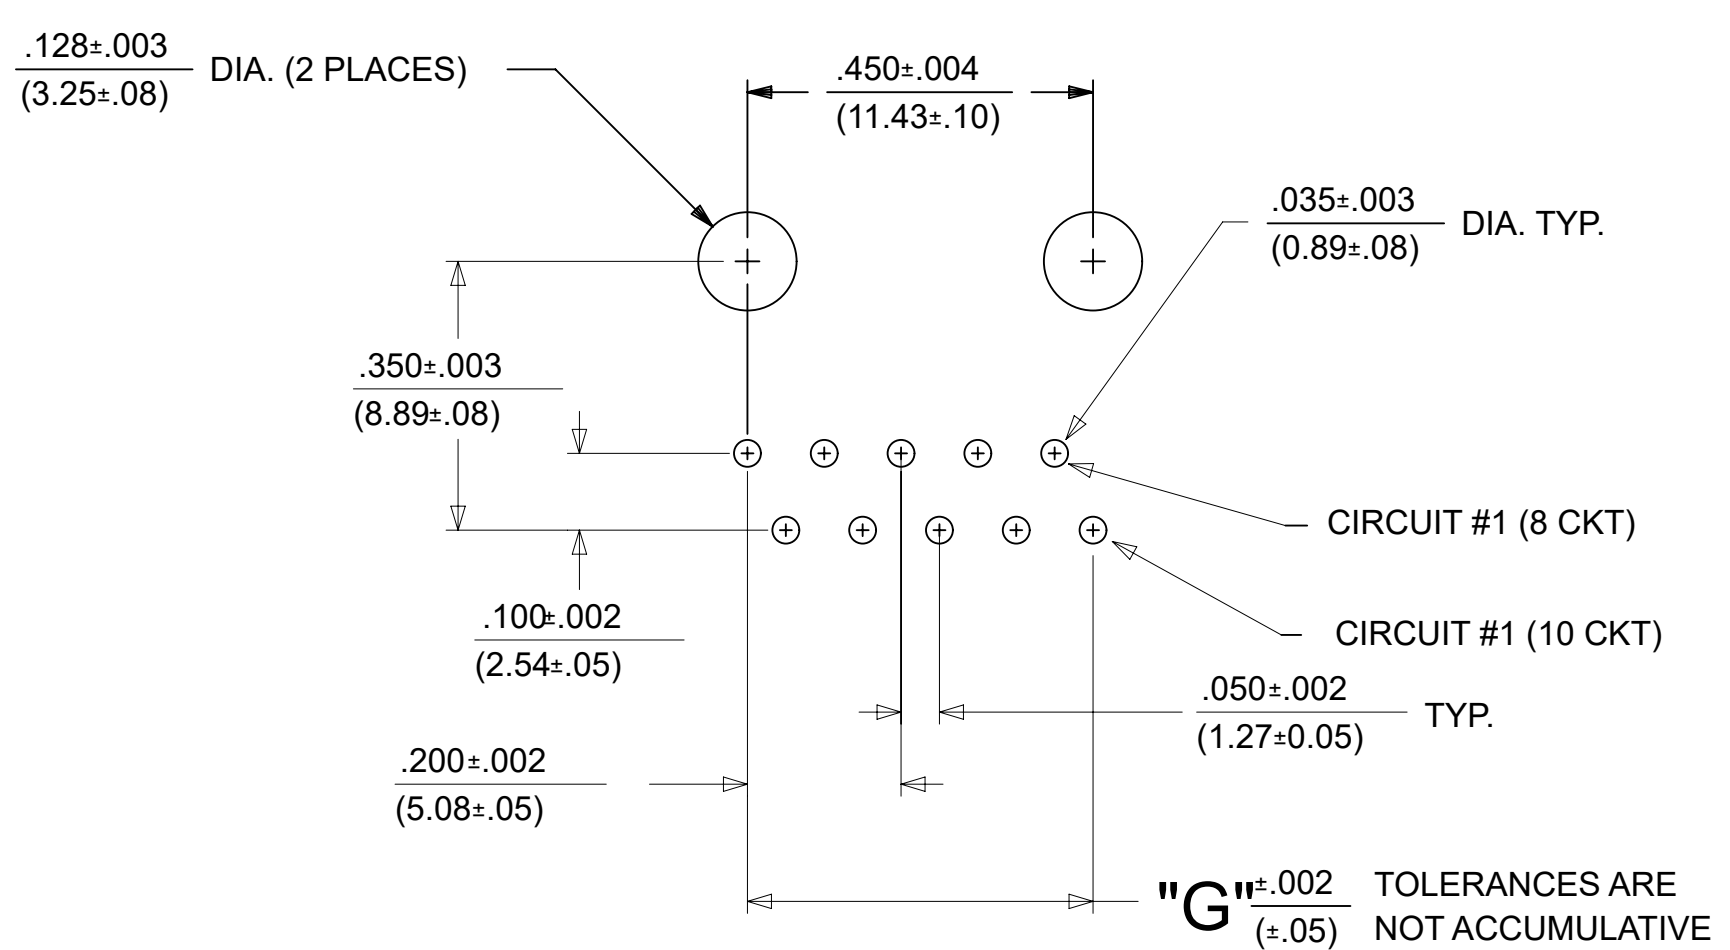 .128±.003
(3.25±.08)
DIA. (2 PLACES)
.450±.004
(11.43±.10)
.035±.003
(0.89±.08)
DIA. TYP.
.350±.003
(8.89±.08)
CIRCUIT #1 (8 CKT)
.100±.002
(2.54±.05)
CIRCUIT #1 (10 CKT)
.050±.002
(1.27±0.05)
TYP.
.200±.002
(5.08±.05)
"G"
±.002
(±.05)
TOLERANCES ARE
NOT ACCUMULATIVE